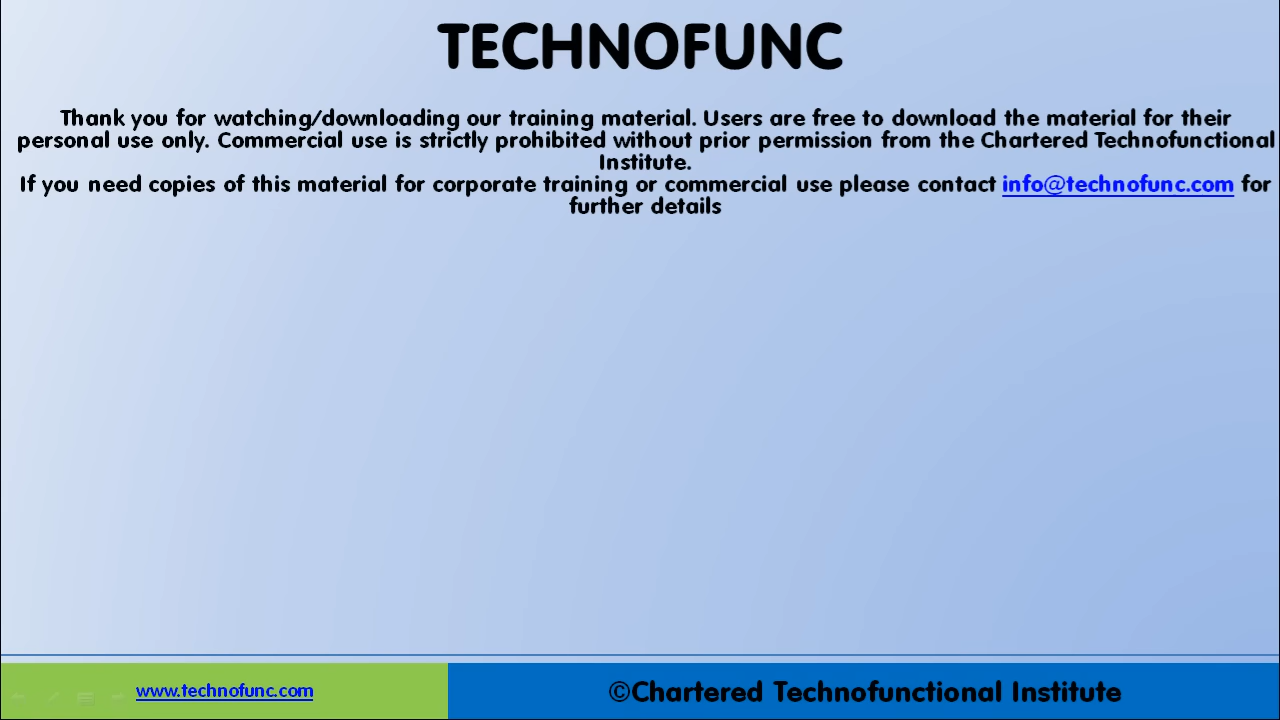 TECHNOFUNC
Thank you for watching/downloading our training material. Users are free to download the material for their
personal use only. Commercial use is strictly prohibited without prior permission from the Chartered Technofunctional
Institute.
If you need copies of this material for corporate training or commercial use please contact info@technofunc.com for
further details
www.technofunc.com
©Chartered Technofunctional Institute